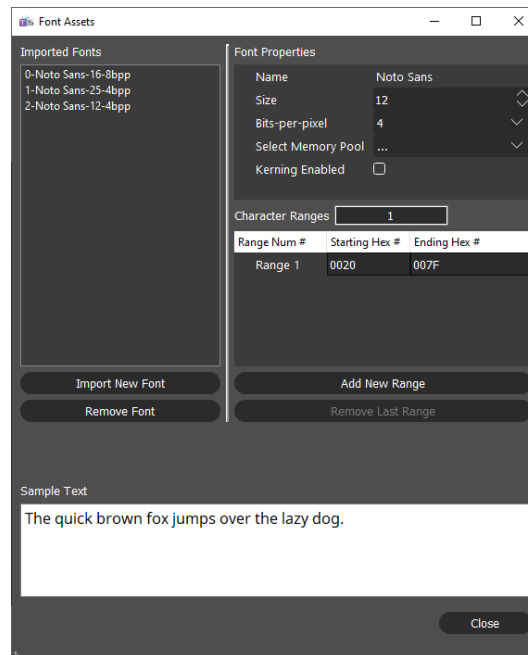 Font Assets
Imported Fonts
0-Noto Sans-16-8bpp
1-Noto Sans-25-4bpp
2-Noto Sans-12-4bpp
Import New Font
Remove Font
Font Properties
Name Noto Sans
Size 12
Bits-per-pixel 4
Select Memory Pool ...
Kerning Enabled
Character Ranges 1
Range Num # Starting Hex # Ending Hex #
Range 1 0020 007F
Add New Range
Remove Last Range
Sample Text
The quick brown fox jumps over the lazy dog.
Close